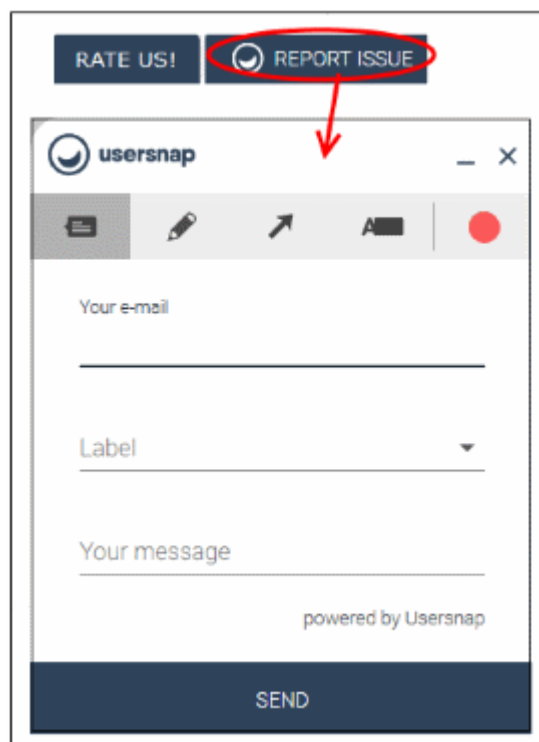 RATE US!
REPORT ISSUE
usersnap
A
Your e-mail
Label
Your message
powered by Usersnap
SEND